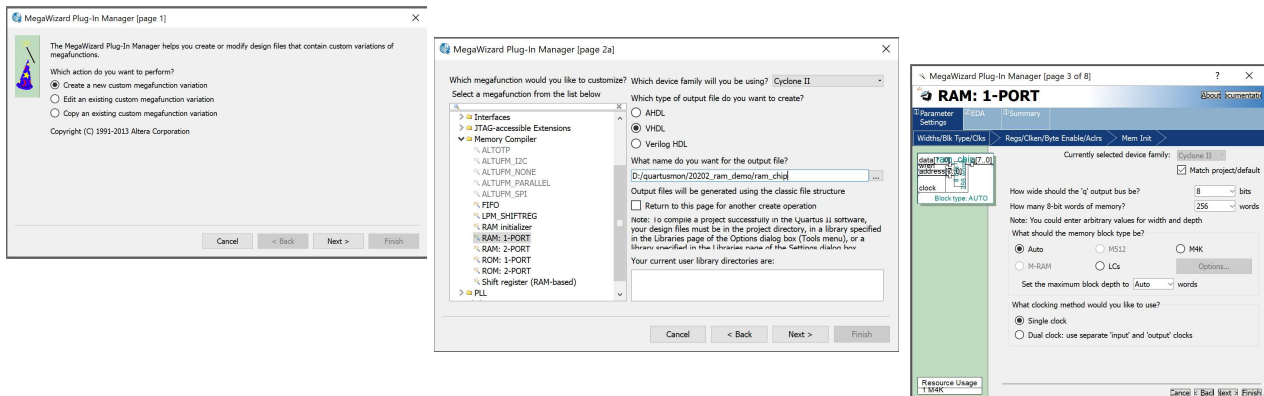 MegaWizard Plug-In Manager [page 1]
The MegaWizard Plug-In Manager helps you create or modify design files that contain custom variations of
megafunctions.
Which action do you want to perform?
Create a new custom megafunction variation
Edit an existing custom megafunction variation
Copy an existing custom megafunction variation
Copyright (C) 1991-2013 Altera Corporation
Cancel
< Back
Next >
Finish
MegaWizard Plug-In Manager [page 2a]
Which megafunction would you like to customize?
Select a megafunction from the list below
Interfaces
JTAG-accessible Extensions
Memory Compiler
ALTOTP
ALTUFM_I2C
ALTUFM_NONE
ALTUFM_PARALLEL
ALTUFM_SPI
FIFO
LPM_SHIFTREG
RAM initializer
RAM: 1-PORT
RAM: 2-PORT
ROM: 1-PORT
ROM: 2-PORT
Shift register (RAM-based)
PLL
Which device family will you be using?
Cyclone II
Which type of output file do you want to create?
AHDL
VHDL
Verilog HDL
What name do you want for the output file?
D:/quartusmon/20202_ram_demo/ram_chip
...
Output files will be generated using the classic file structure
Return to this page for another create operation
Note: To compile a project successfully in the Quartus II software,
your design files must be in the project directory, in a library specified
in the Libraries page of the Options dialog box (Tools menu), or a
library specified in the Libraries page of the Settings dialog box
Your current user library directories are:
Cancel
< Back
Next >
Finish
MegaWizard Plug-In Manager [page 3 of 8]
?
RAM: 1-PORT
About
1 Parameter
Settings
2 EDA
3 Summary
Widths/Blk Type/Clks
Regs/Clken/Byte Enable/Aclrs
Mem Init
data[7..0]
ram_chip
q[7..0]
wren
clock
Block type: AUTO
Currently selected device family:
Cyclone II
Match project/default
How wide should the 'q' output bus be?
8
bits
How many 8-bit words of memory?
256
words
Note: You could enter arbitrary values for width and depth
What should the memory block type be?
Auto
M512
M4K
M-RAM
LCs
Options...
Set the maximum block depth to
Auto
words
What clocking method would you like to use?
Single clock
Dual clock: use separate 'input' and 'output' clocks
Resource Usage
1 M4K
Cancel
< Back
Next >
Finish